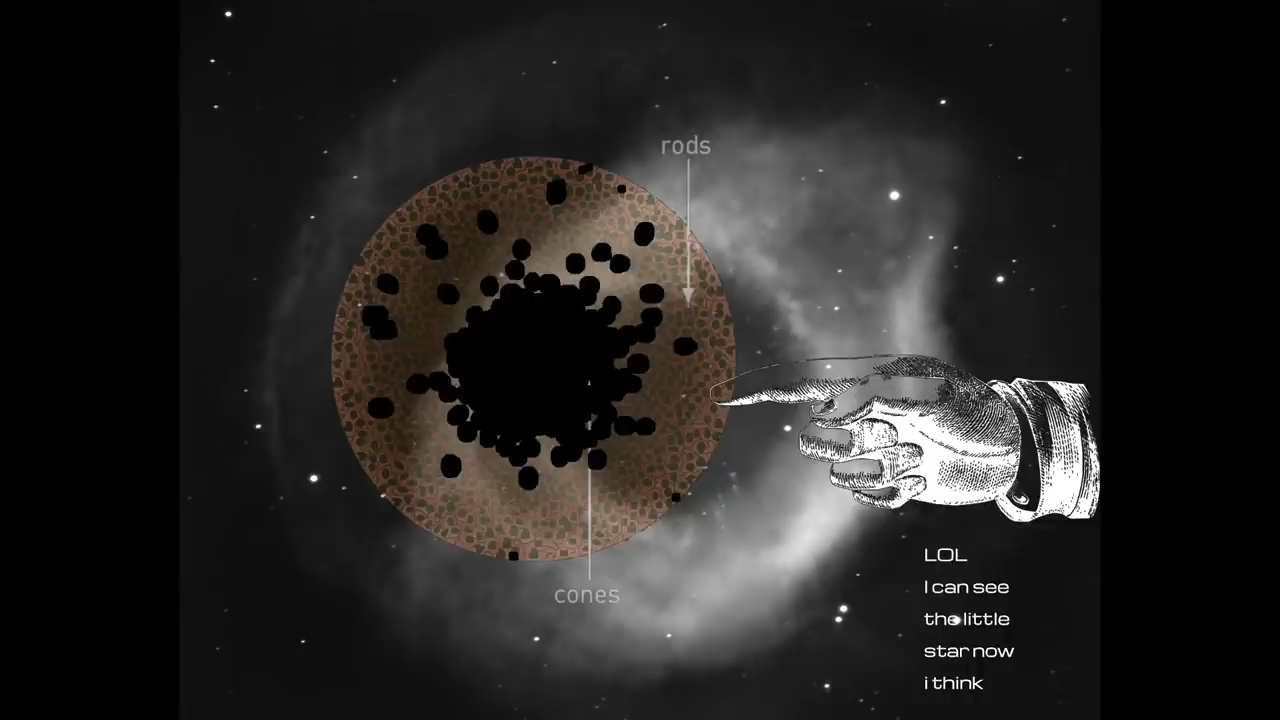 rods
cones
LOL
I can see
the little
star now
i think